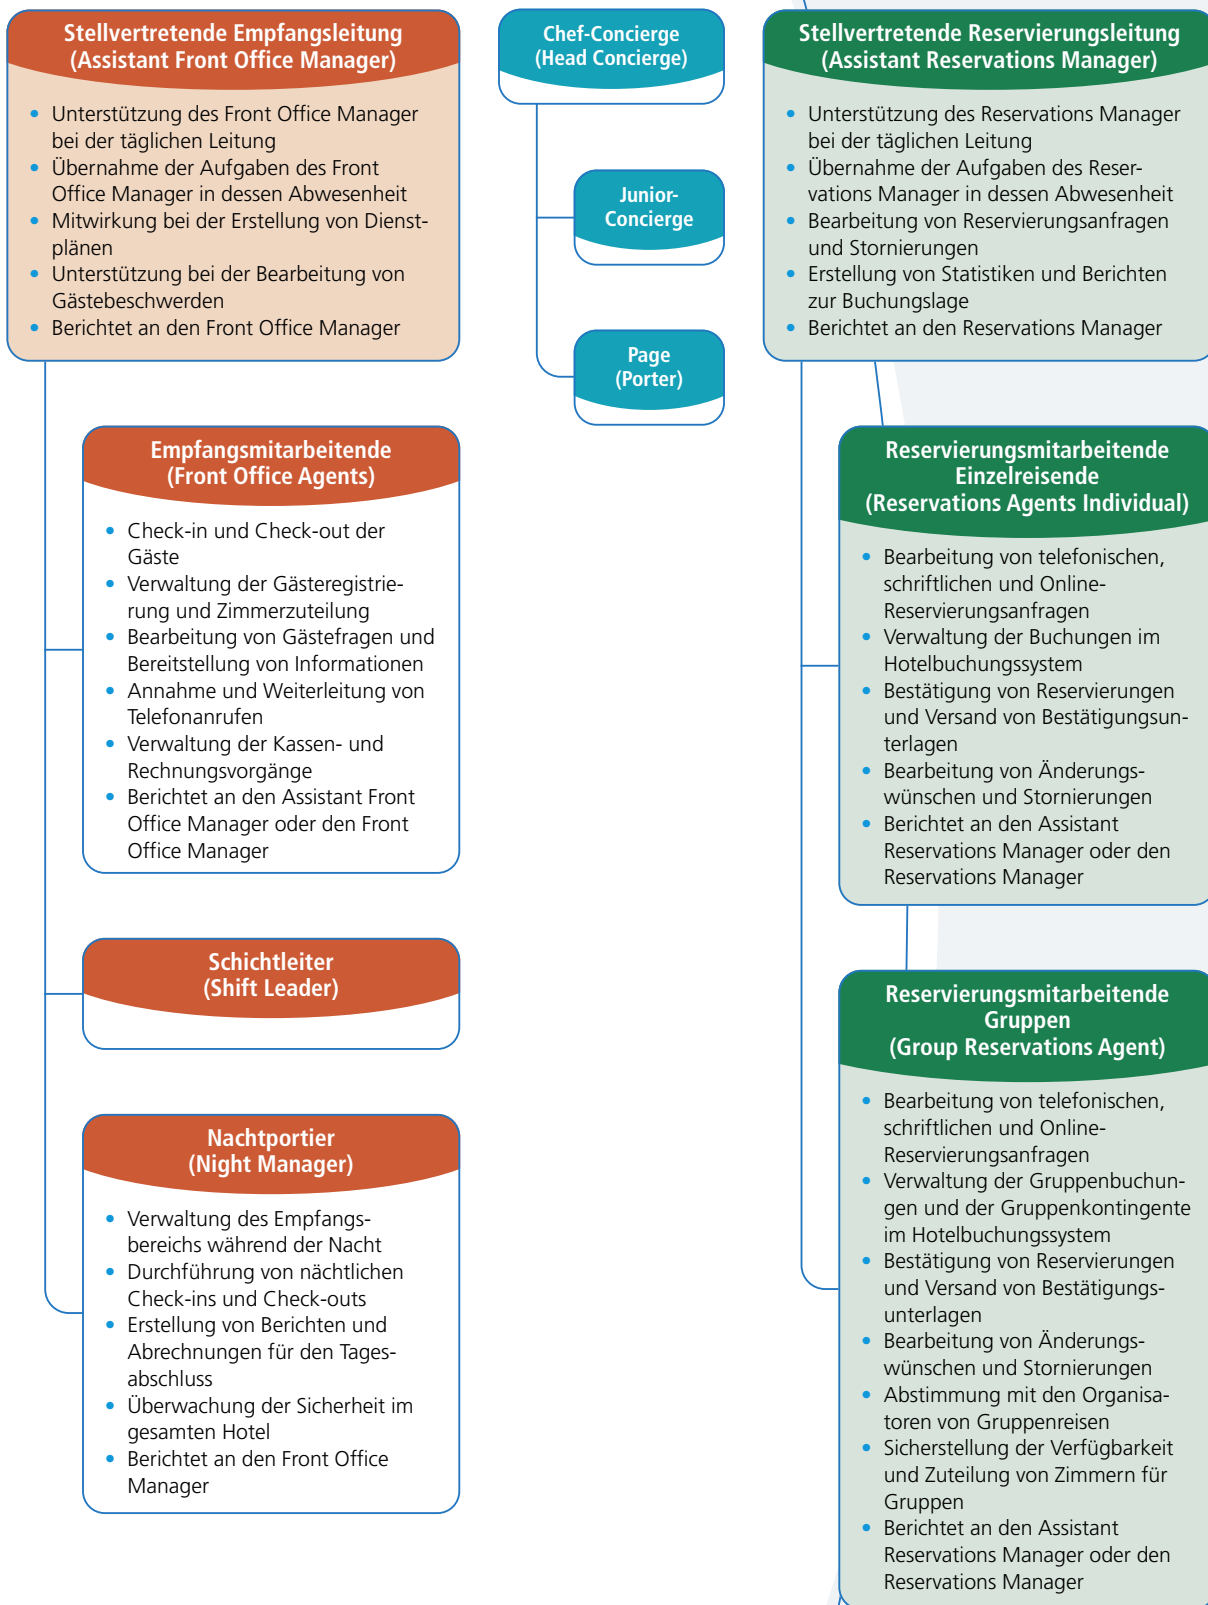 Stellvertretende Empfangsleitung
(Assistant Front Office Manager)
• Unterstützung des Front Office Manager
bei der täglichen Leitung
• Übernahme der Aufgaben des Front
Office Manager in dessen Abwesenheit
• Mitwirkung bei der Erstellung von Dienst-
plänen
• Unterstützung bei der Bearbeitung von
Gästebeschwerden
• Berichtet an den Front Office Manager
Empfangsmitarbeitende
(Front Office Agents)
• Check-in und Check-out der
Gäste
• Verwaltung der Gästeregistrie-
rung und Zimmerzuteilung
• Bearbeitung von Gästefragen und
Bereitstellung von Informationen
• Annahme und Weiterleitung von
Telefonanrufen
• Verwaltung der Kassen- und
Rechnungsvorgänge
• Berichtet an den Assistant Front
Office Manager oder den Front
Office Manager
Schichtleiter
(Shift Leader)
Nachtportier
(Night Manager)
• Verwaltung des Empfangs-
bereichs während der Nacht
• Durchführung von nächtlichen
Check-ins und Check-outs
• Erstellung von Berichten und
Abrechnungen für den Tages-
abschluss
• Überwachung der Sicherheit im
gesamten Hotel
• Berichtet an den Front Office
Manager
Chef-Concierge
(Head Concierge)
Junior-
Concierge
Page
(Porter)
Stellvertretende Reservierungsleitung
(Assistant Reservations Manager)
• Unterstützung des Reservations Manager
bei der täglichen Leitung
• Übernahme der Aufgaben des Reser-
vations Manager in dessen Abwesenheit
• Bearbeitung von Reservierungsanfragen
und Stornierungen
• Erstellung von Statistiken und Berichten
zur Buchungslage
• Berichtet an den Reservations Manager
Reservierungsmitarbeitende
Einzelreisende
(Reservations Agents Individual)
• Bearbeitung von telefonischen,
schriftlichen und Online-
Reservierungsanfragen
• Verwaltung der Buchungen im
Hotelbuchungssystem
• Bestätigung von Reservierungen
und Versand von Bestätigungsun-
terlagen
• Bearbeitung von Änderungs-
wünschen und Stornierungen
• Berichtet an den Assistant
Reservations Manager oder den
Reservations Manager
Reservierungsmitarbeitende
Gruppen
(Group Reservations Agent)
• Bearbeitung von telefonischen,
schriftlichen und Online-
Reservierungsanfragen
• Verwaltung der Gruppenbuchun-
gen und der Gruppenkontingente
im Hotelbuchungssystem
• Bestätigung von Reservierungen
und Versand von Bestätigungs-
unterlagen
• Bearbeitung von Änderungs-
wünschen und Stornierungen
• Abstimmung mit den Organisa-
toren von Gruppenreisen
• Sicherstellung der Verfügbarkeit
und Zuteilung von Zimmern für
Gruppen
• Berichtet an den Assistant
Reservations Manager oder den
Reservations Manager